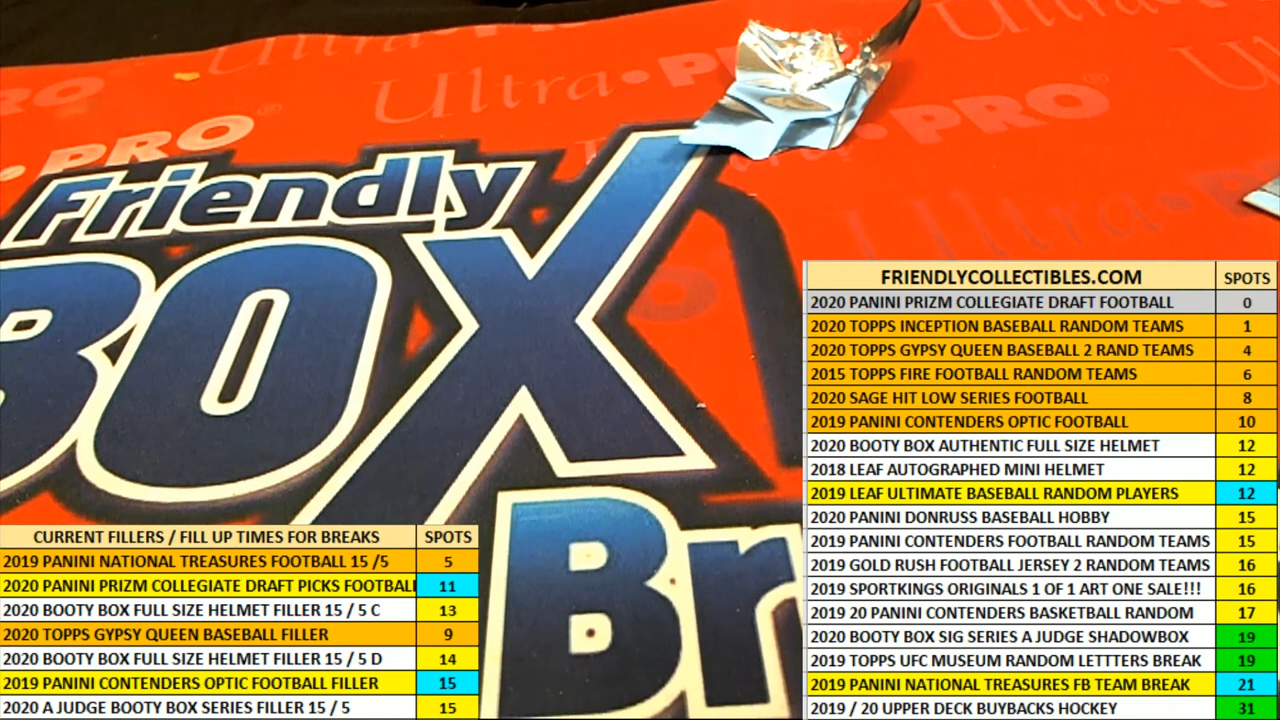 Ultra PRO
RO
Ultra • PRO
• PRO
Ultra • PRO
Friendly
BOX
Br
FRIENDLYCOLLECTIBLES.COM SPOTS
2020 PANINI PRIZM COLLEGIATE DRAFT FOOTBALL 0
2020 TOPPS INCEPTION BASEBALL RANDOM TEAMS 1
2020 TOPPS GYPSY QUEEN BASEBALL 2 RAND TEAMS 4
2015 TOPPS FIRE FOOTBALL RANDOM TEAMS 6
2020 SAGE HIT LOW SERIES FOOTBALL 8
2019 PANINI CONTENDERS OPTIC FOOTBALL 10
2020 BOOTY BOX AUTHENTIC FULL SIZE HELMET 12
2018 LEAF AUTOGRAPHED MINI HELMET 12
2019 LEAF ULTIMATE BASEBALL RANDOM PLAYERS 12
2020 PANINI DONRUSS BASEBALL HOBBY 15
2019 PANINI CONTENDERS FOOTBALL RANDOM TEAMS 15
2019 GOLD RUSH FOOTBALL JERSEY 2 RANDOM TEAMS 16
2019 SPORTKINGS ORIGINALS 1 OF 1 ART ONE SALE!!! 16
2019 20 PANINI CONTENDERS BASKETBALL RANDOM 17
2020 BOOTY BOX SIG SERIES A JUDGE SHADOWBOX 19
2019 TOPPS UFC MUSEUM RANDOM LETTTERS BREAK 19
2019 PANINI NATIONAL TREASURES FB TEAM BREAK 21
2019 / 20 UPPER DECK BUYBACKS HOCKEY 31
CURRENT FILLERS / FILL UP TIMES FOR BREAKS SPOTS
2019 PANINI NATIONAL TREASURES FOOTBALL 15 /5 5
2020 PANINI PRIZM COLLEGIATE DRAFT PICKS FOOTBALL 11
2020 BOOTY BOX FULL SIZE HELMET FILLER 15 / 5 C 13
2020 TOPPS GYPSY QUEEN BASEBALL FILLER 9
2020 BOOTY BOX FULL SIZE HELMET FILLER 15 / 5 D 14
2019 PANINI CONTENDERS OPTIC FOOTBALL FILLER 15
2020 A JUDGE BOOTY BOX SERIES FILLER 15 / 5 15